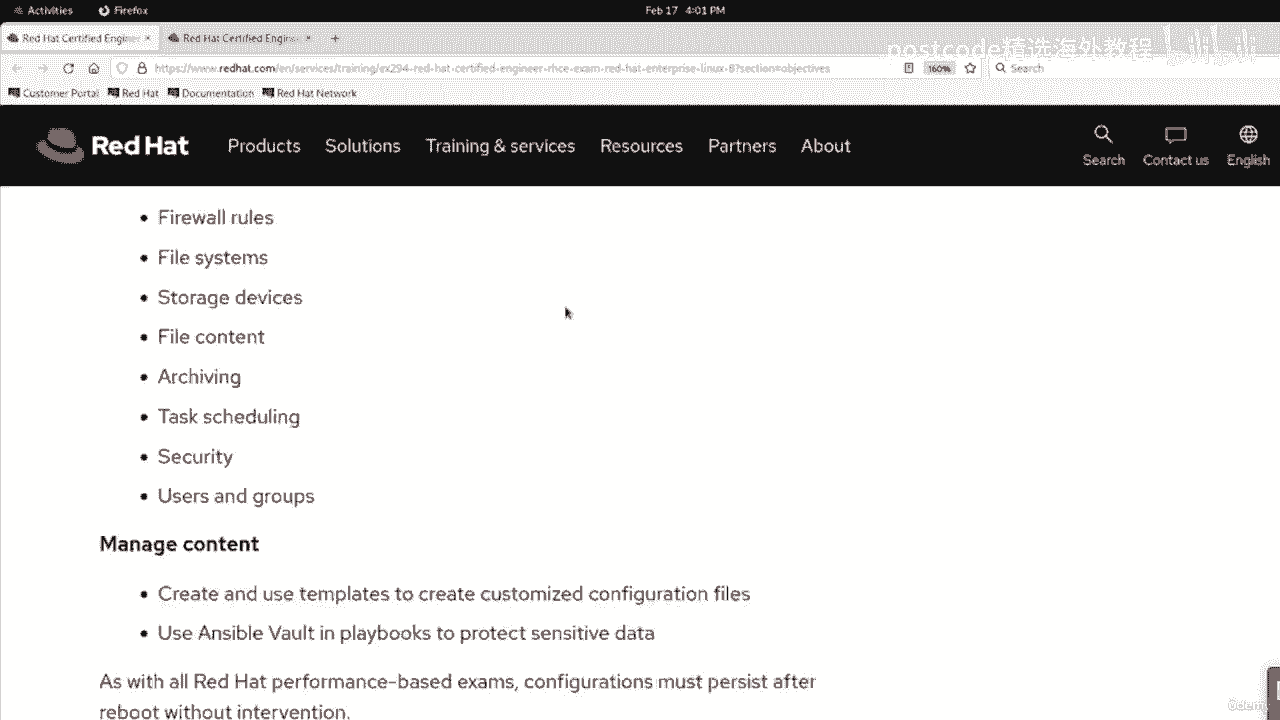 Activities Firefox Feb 17 4:01 PM
Red Hat Certified Engine × Red Hat Certified Engine × +
https://www.redhat.com/en/services/training/ex294-red-hat-certified-engineer-rhce-exam-red-hat-enterprise-linux-8?section=objectives 160% Search
Customer Portal Red Hat Documentation Red Hat Network
postcode精选海外教程 bilibili
Red Hat Products Solutions Training & services Resources Partners About Search Contact us English
• Firewall rules
• File systems
• Storage devices
• File content
• Archiving
• Task scheduling
• Security
• Users and groups
Manage content
• Create and use templates to create customized configuration files
• Use Ansible Vault in playbooks to protect sensitive data
As with all Red Hat performance-based exams, configurations must persist after
reboot without intervention.